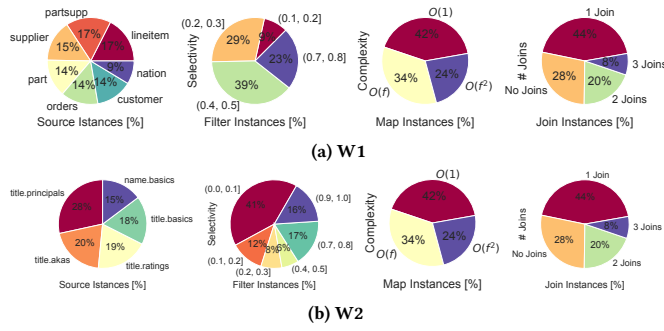 partsupp
supplier
lineitem
17%
17%
15%
14%
9%
nation
part
14%
14%
orders
customer
Source Istances [%]
Selectivity
(0.2, 0.3]
(0.1, 0.2]
29%
9%
23%
(0.7, 0.8]
39%
(0.4, 0.5]
Filter Instances [%]
Complexity
O(1)
42%
34%
24%
O(f)
O(f²)
Map Instances [%]
# Joins
1 Join
44%
8%
3 Joins
28%
20%
No Joins
2 Joins
Join Instances [%]
(a) W1
title.principals
name.basics
15%
18%
title.basics
20%
19%
title.akas
title.ratings
Source Istances [%]
Selectivity
(0.0, 0.1]
(0.9, 1.0]
41%
16%
17%
12%
8%
6%
(0.7, 0.8]
(0.1, 0.2]
(0.2, 0.3]
(0.4, 0.5]
Filter Instances [%]
Complexity
O(1)
42%
34%
24%
O(f)
O(f²)
Map Instances [%]
# Joins
1 Join
44%
8%
3 Joins
28%
20%
No Joins
2 Joins
Join Instances [%]
(b) W2